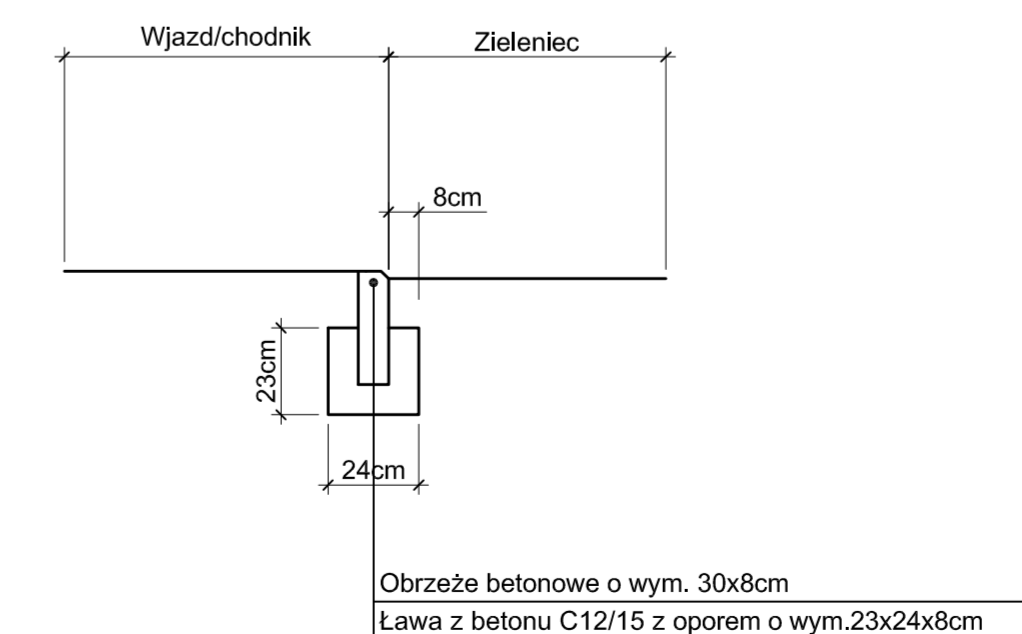 Wjazd/chodnik
Zieleniec
8cm
23cm
24cm
Obrzeże betonowe o wym. 30x8cm
Ława z betonu C12/15 z oporem o wym.23x24x8cm